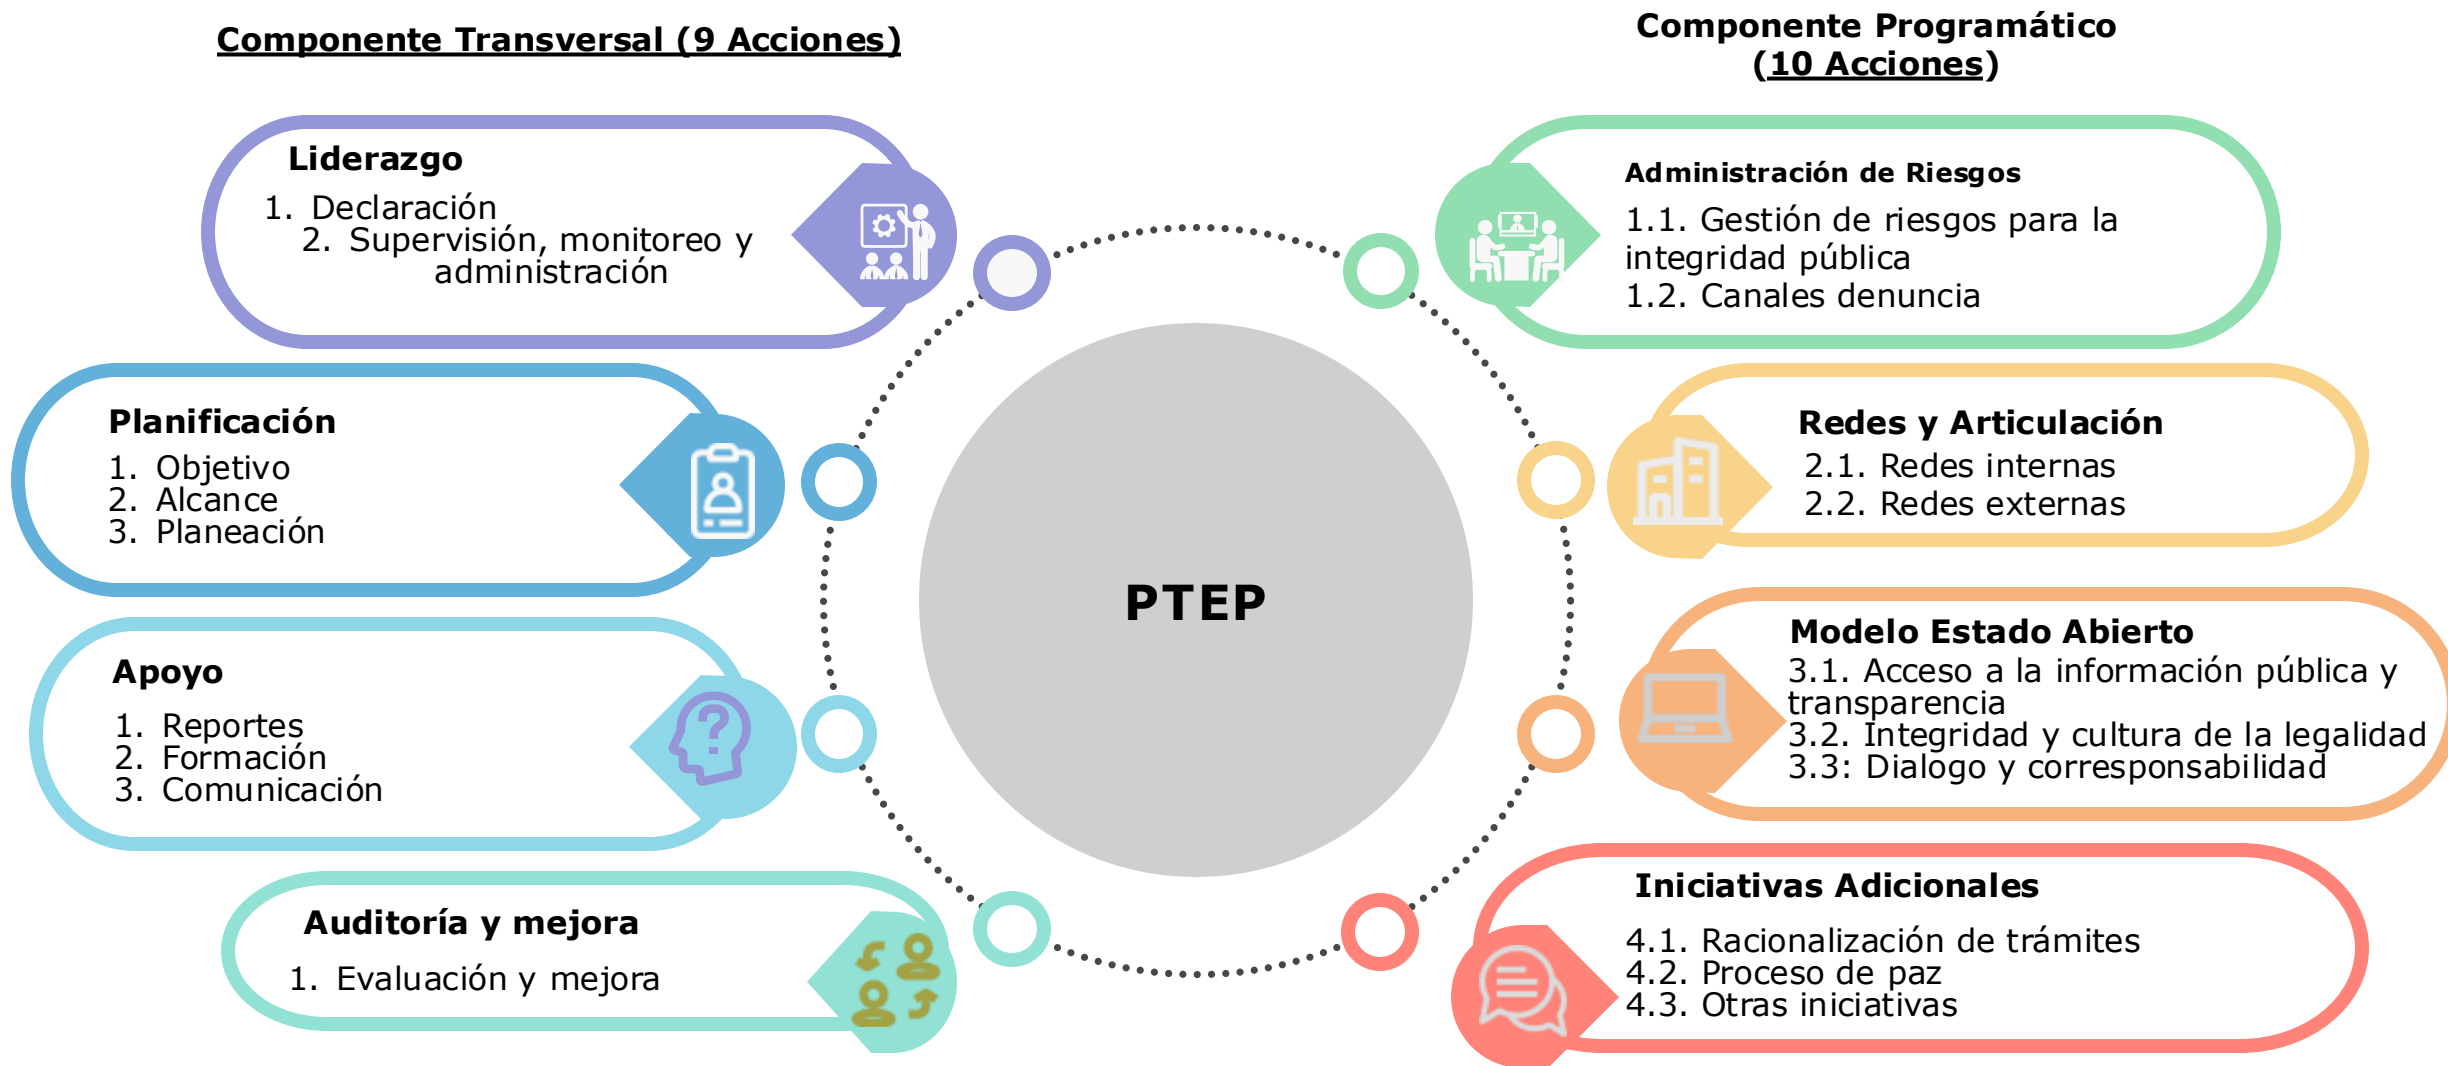 Componente Transversal (9 Acciones)
Liderazgo
1. Declaración
2. Supervisión, monitoreo y
administración
Planificación
1. Objetivo
2. Alcance
3. Planeación
Apoyo
1. Reportes
2. Formación
3. Comunicación
Auditoría y mejora
1. Evaluación y mejora
PTEP
Componente Programático
(10 Acciones)
Administración de Riesgos
1.1. Gestión de riesgos para la
integridad pública
1.2. Canales denuncia
Redes y Articulación
2.1. Redes internas
2.2. Redes externas
Modelo Estado Abierto
3.1. Acceso a la información pública y
transparencia
3.2. Integridad y cultura de la legalidad
3.3: Dialogo y corresponsabilidad
Iniciativas Adicionales
4.1. Racionalización de trámites
4.2. Proceso de paz
4.3. Otras iniciativas